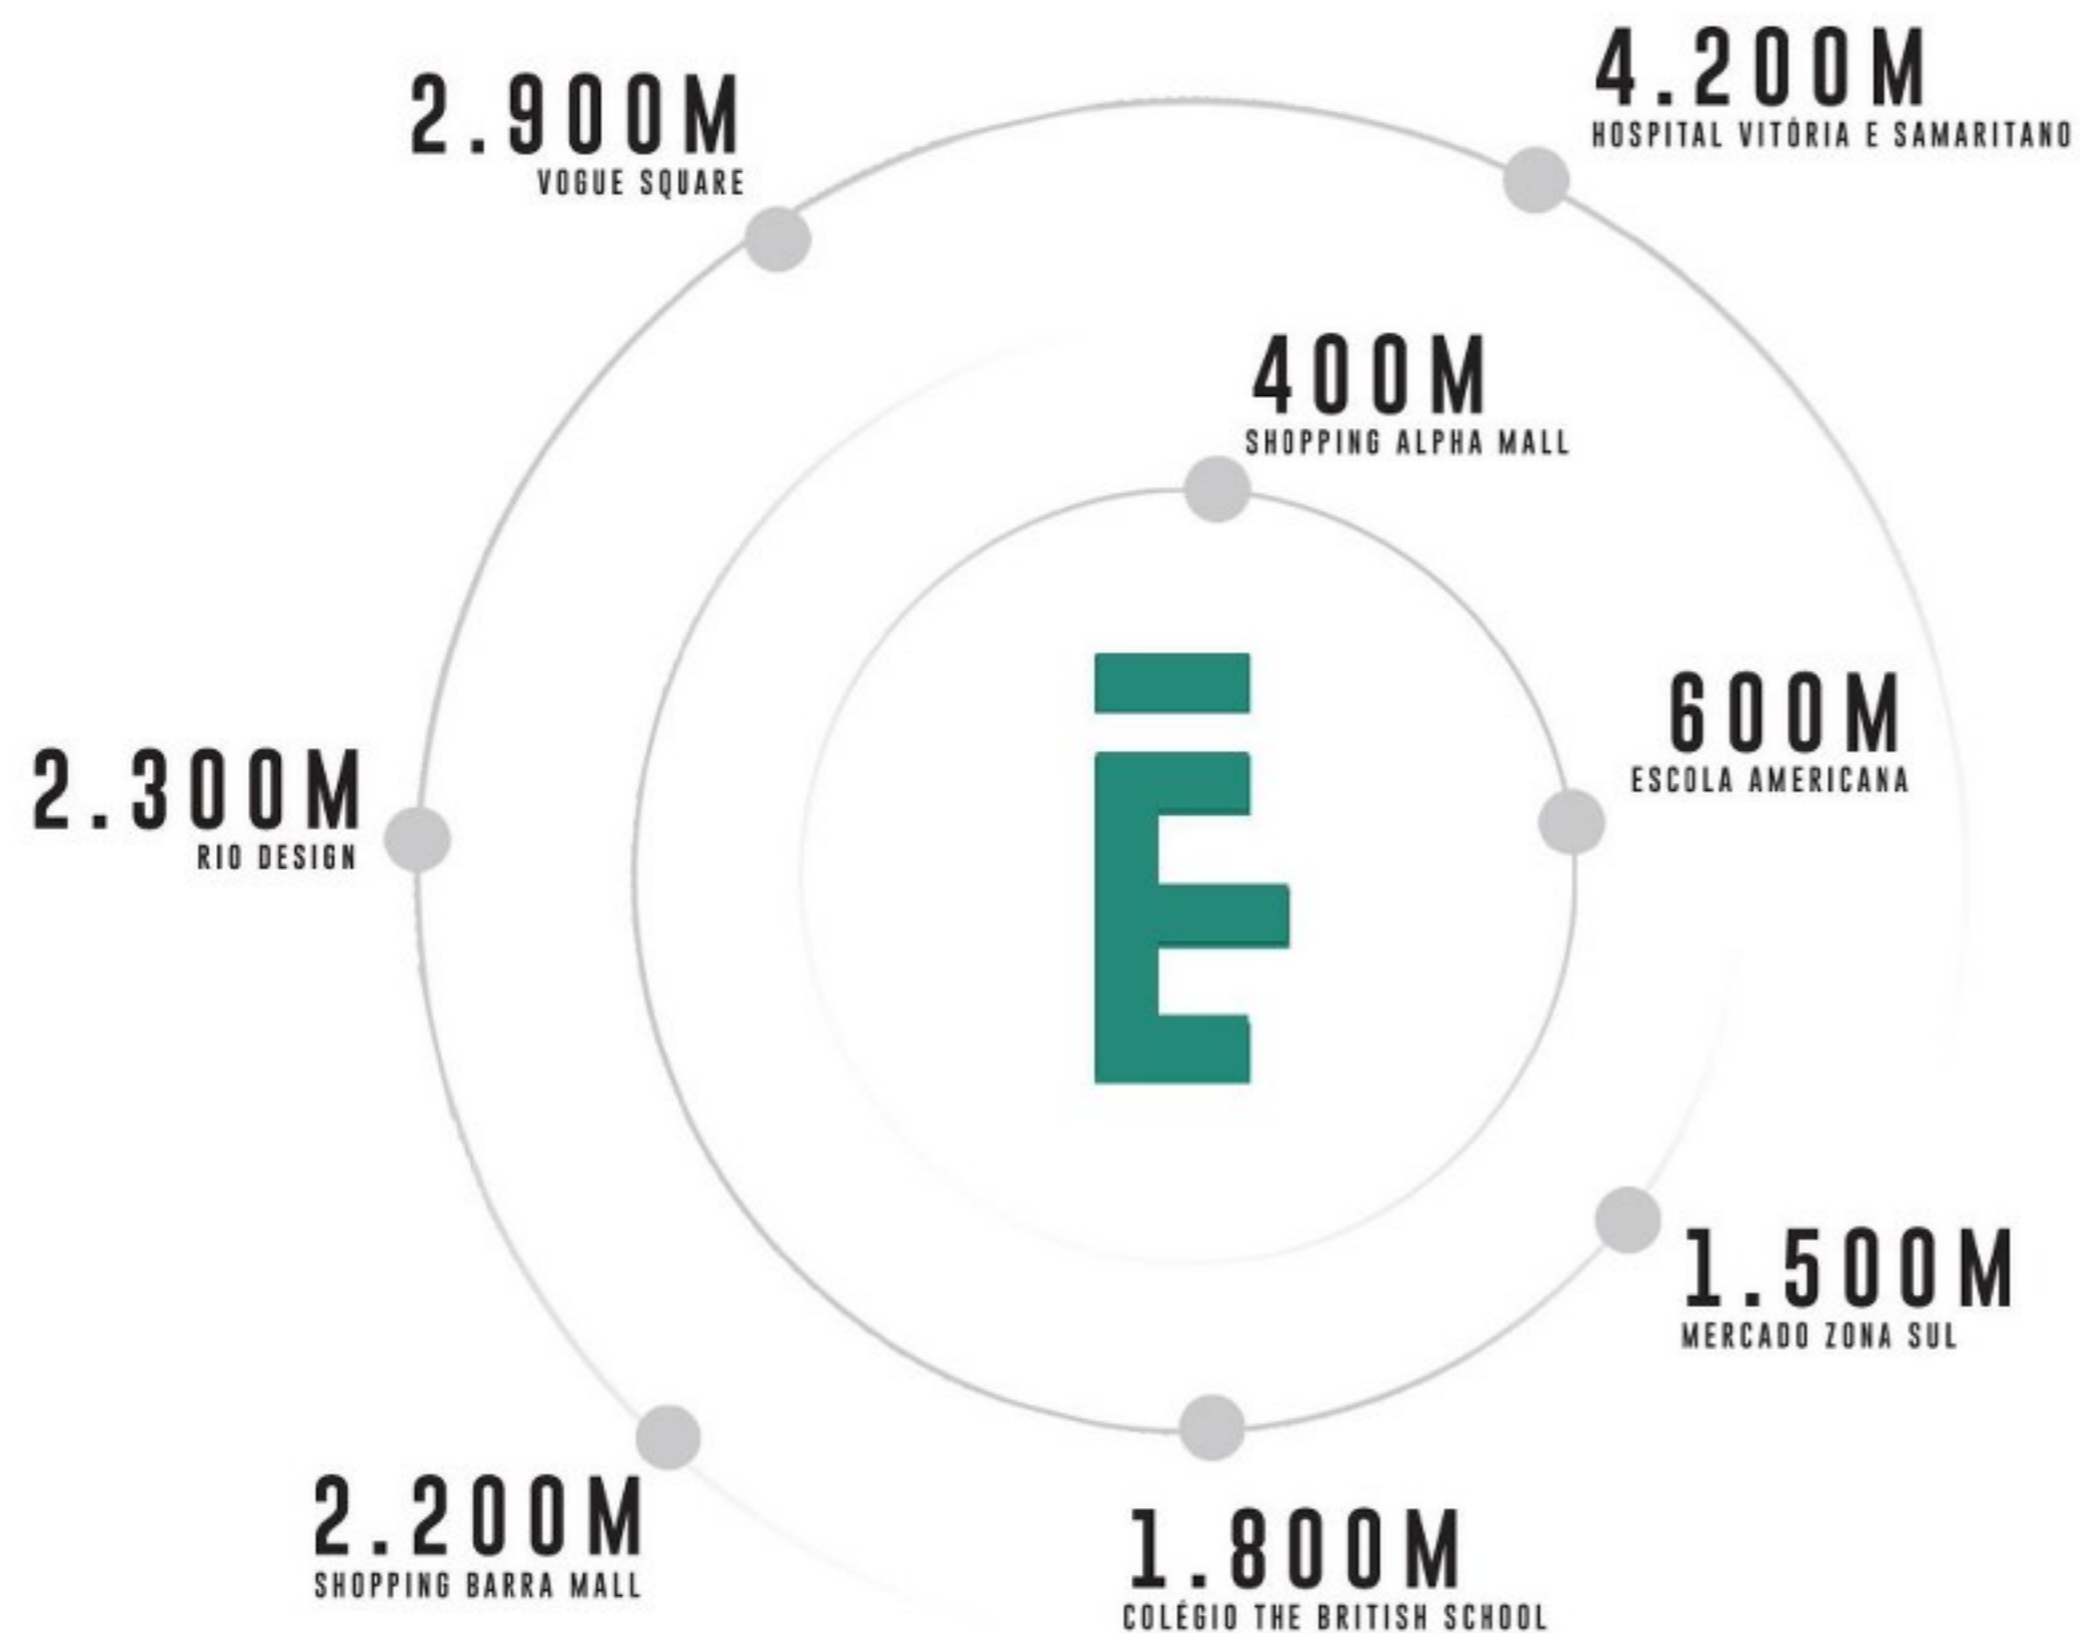 4.200M
HOSPITAL VITÓRIA E SAMARITANO
2.900M
VOGUE SQUARE
400M
SHOPPING ALPHA MALL
600M
ESCOLA AMERICANA
2.300M
RIO DESIGN
Ē
1.500M
MERCADO ZONA SUL
2.200M
SHOPPING BARRA MALL
1.800M
COLÉGIO THE BRITISH SCHOOL